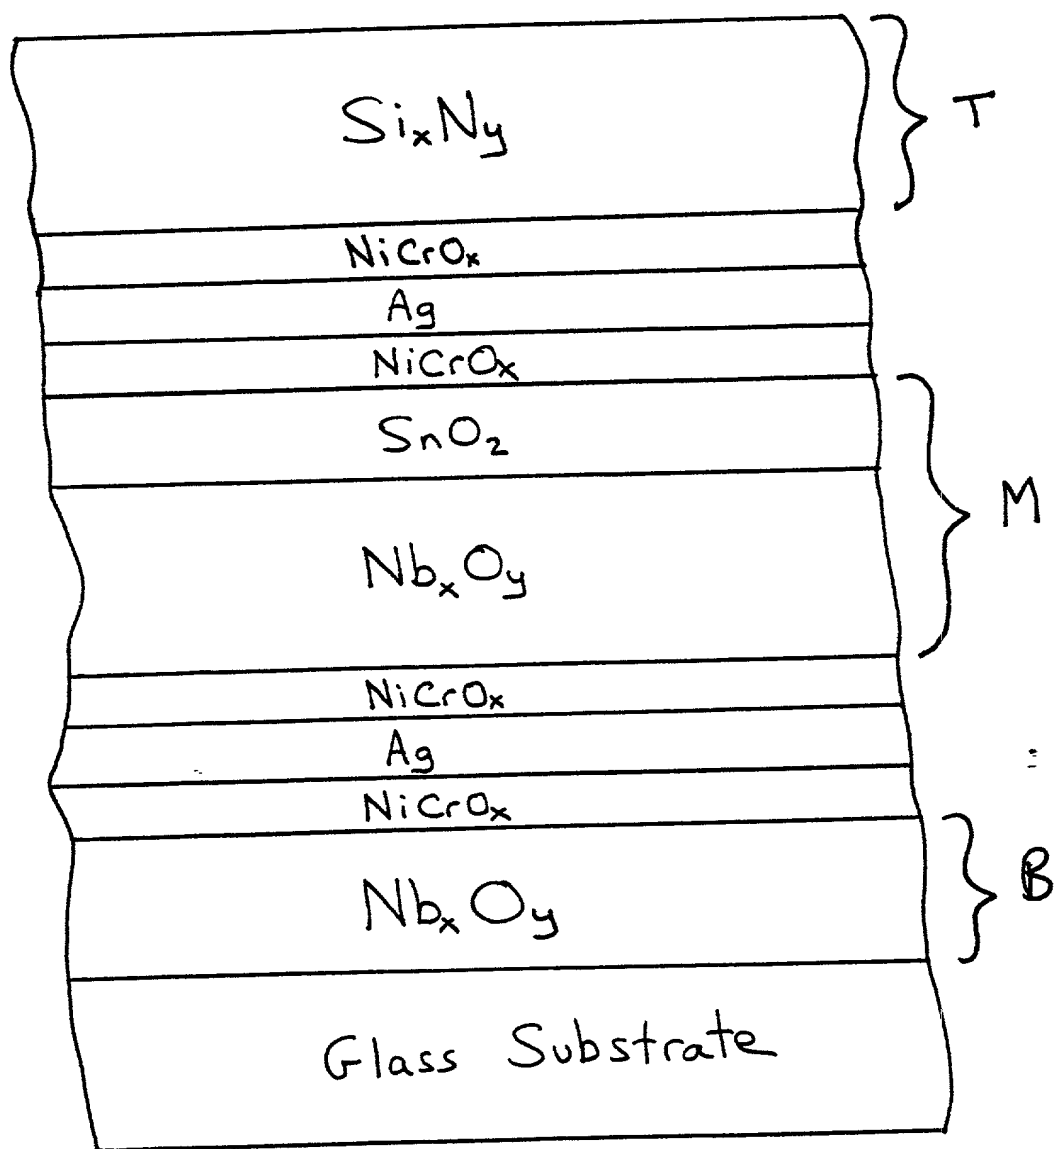 SiₓNy
T
NiCrOₓ
Ag
NiCrOₓ
SnO₂
M
NbₓOy
NiCrOₓ
Ag
NiCrOₓ
NbₓOy
B
Glass Substrate